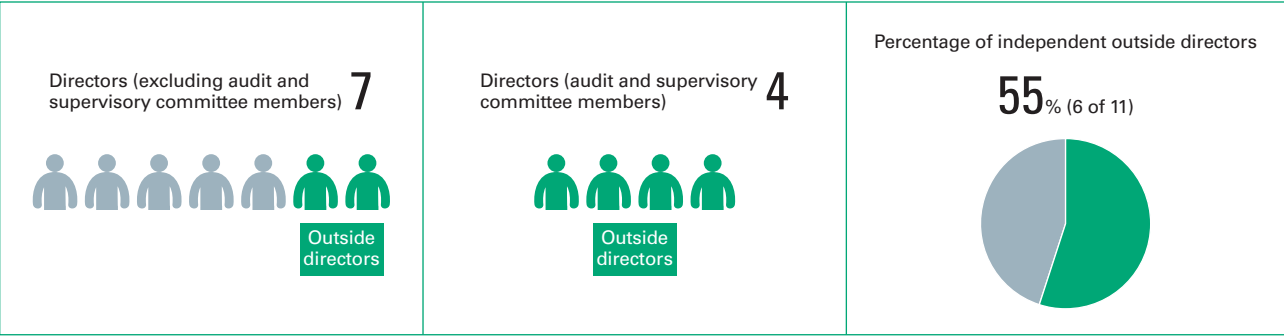 Directors (excluding audit and
supervisory committee members) 7
Outside
directors
Directors (audit and supervisory
committee members) 4
Outside
directors
Percentage of independent outside directors
55% (6 of 11)